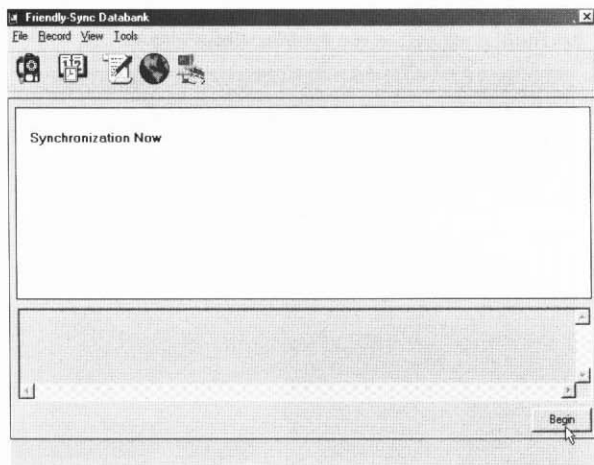 Friendly-Sync Databank
File Record View Tools
Synchronization Now
Begin